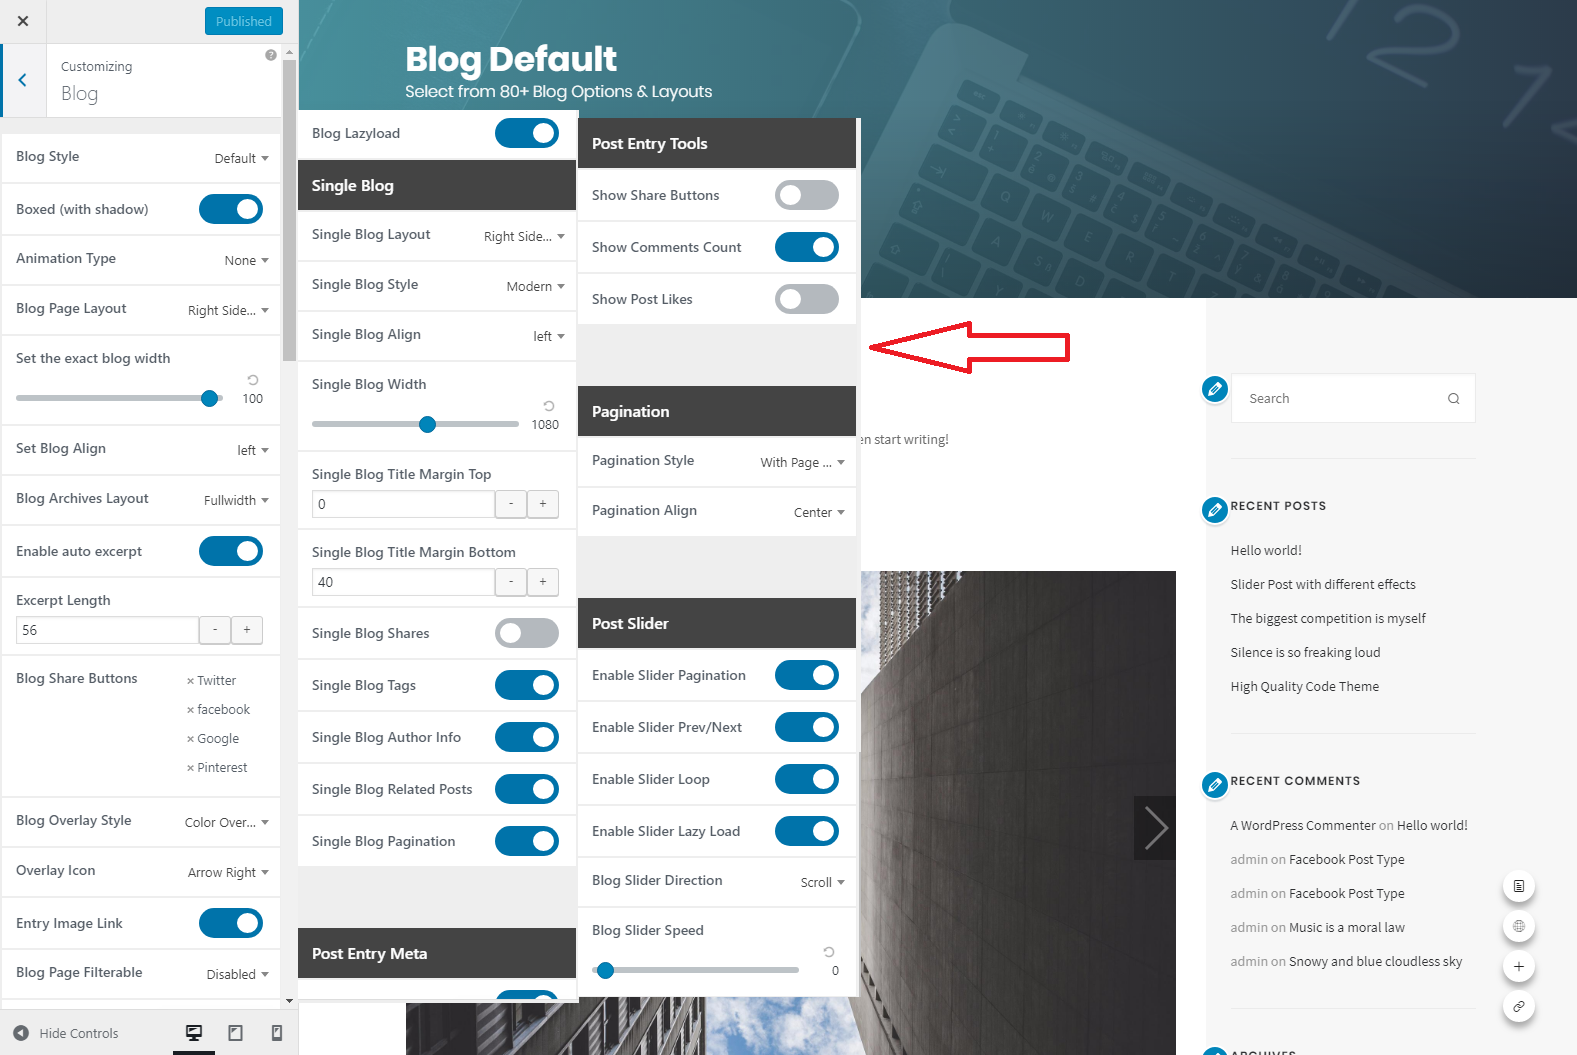 Published
Customizing
Blog
Blog Style
Default
Boxed (with shadow)
Animation Type
None
Blog Page Layout
Right Side...
Set the exact blog width
100
Set Blog Align
left
Blog Archives Layout
Fullwidth
Enable auto excerpt
Excerpt Length
56
-
+
Blog Share Buttons
× Twitter
× facebook
× Google
× Pinterest
Blog Overlay Style
Color Over...
Overlay Icon
Arrow Right
Entry Image Link
Blog Page Filterable
Disabled
Hide Controls
Blog Default
Select from 80+ Blog Options & Layouts
Blog Lazyload
Single Blog
Single Blog Layout
Right Side...
Single Blog Style
Modern
Single Blog Align
left
Single Blog Width
1080
Single Blog Title Margin Top
0
-
+
Single Blog Title Margin Bottom
40
-
+
Single Blog Shares
Single Blog Tags
Single Blog Author Info
Single Blog Related Posts
Single Blog Pagination
Post Entry Meta
Post Entry Tools
Show Share Buttons
Show Comments Count
Show Post Likes
Pagination
Pagination Style
With Page ...
Pagination Align
Center
Post Slider
Enable Slider Pagination
Enable Slider Prev/Next
Enable Slider Loop
Enable Slider Lazy Load
Blog Slider Direction
Scroll
Blog Slider Speed
0
en start writing!
Search
RECENT POSTS
Hello world!
Slider Post with different effects
The biggest competition is myself
Silence is so freaking loud
High Quality Code Theme
RECENT COMMENTS
A WordPress Commenter on Hello world!
admin on Facebook Post Type
admin on Facebook Post Type
admin on Music is a moral law
admin on Snowy and blue cloudless sky
ARCHIVES